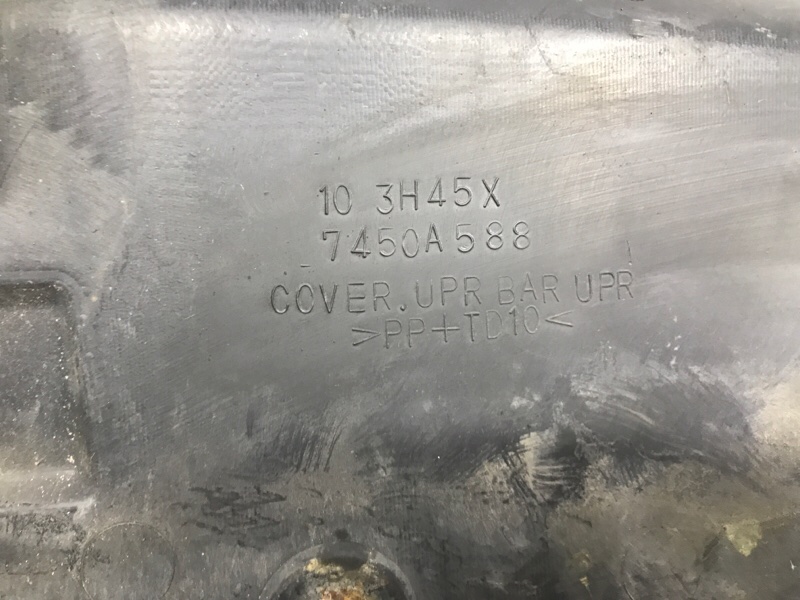 10 3H45X
7450A588
COVER.UPR BAR UPR
>PP+TD10<